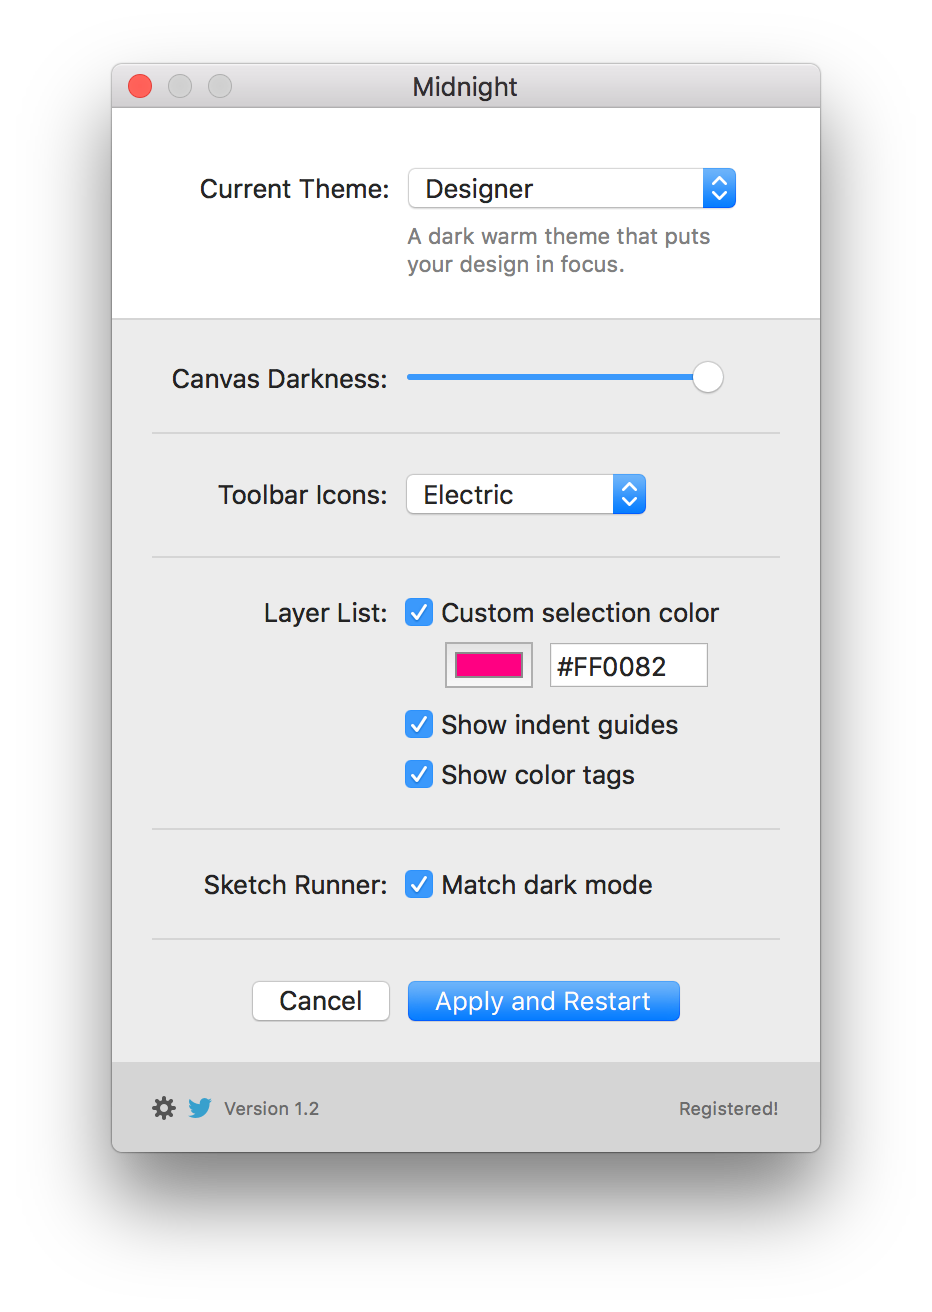 Midnight
Current Theme: Designer
A dark warm theme that puts
your design in focus.
Canvas Darkness:
Toolbar Icons: Electric
Layer List: Custom selection color
#FF0082
Show indent guides
Show color tags
Sketch Runner: Match dark mode
Cancel Apply and Restart
Version 1.2 Registered!